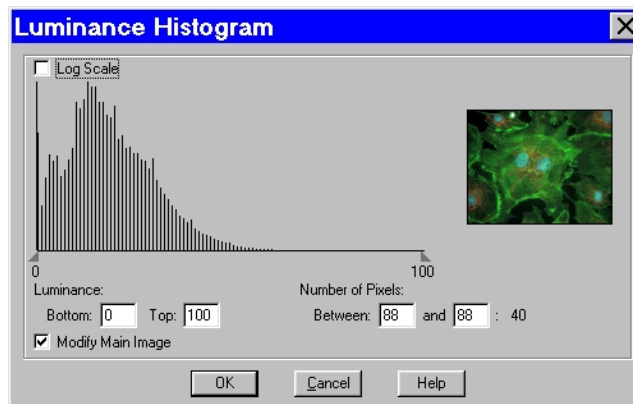 Luminance Histogram
Log Scale
0 100
Luminance: Number of Pixels:
Bottom: 0 Top: 100 Between: 88 and 88 : 40
Modify Main Image
OK Cancel Help